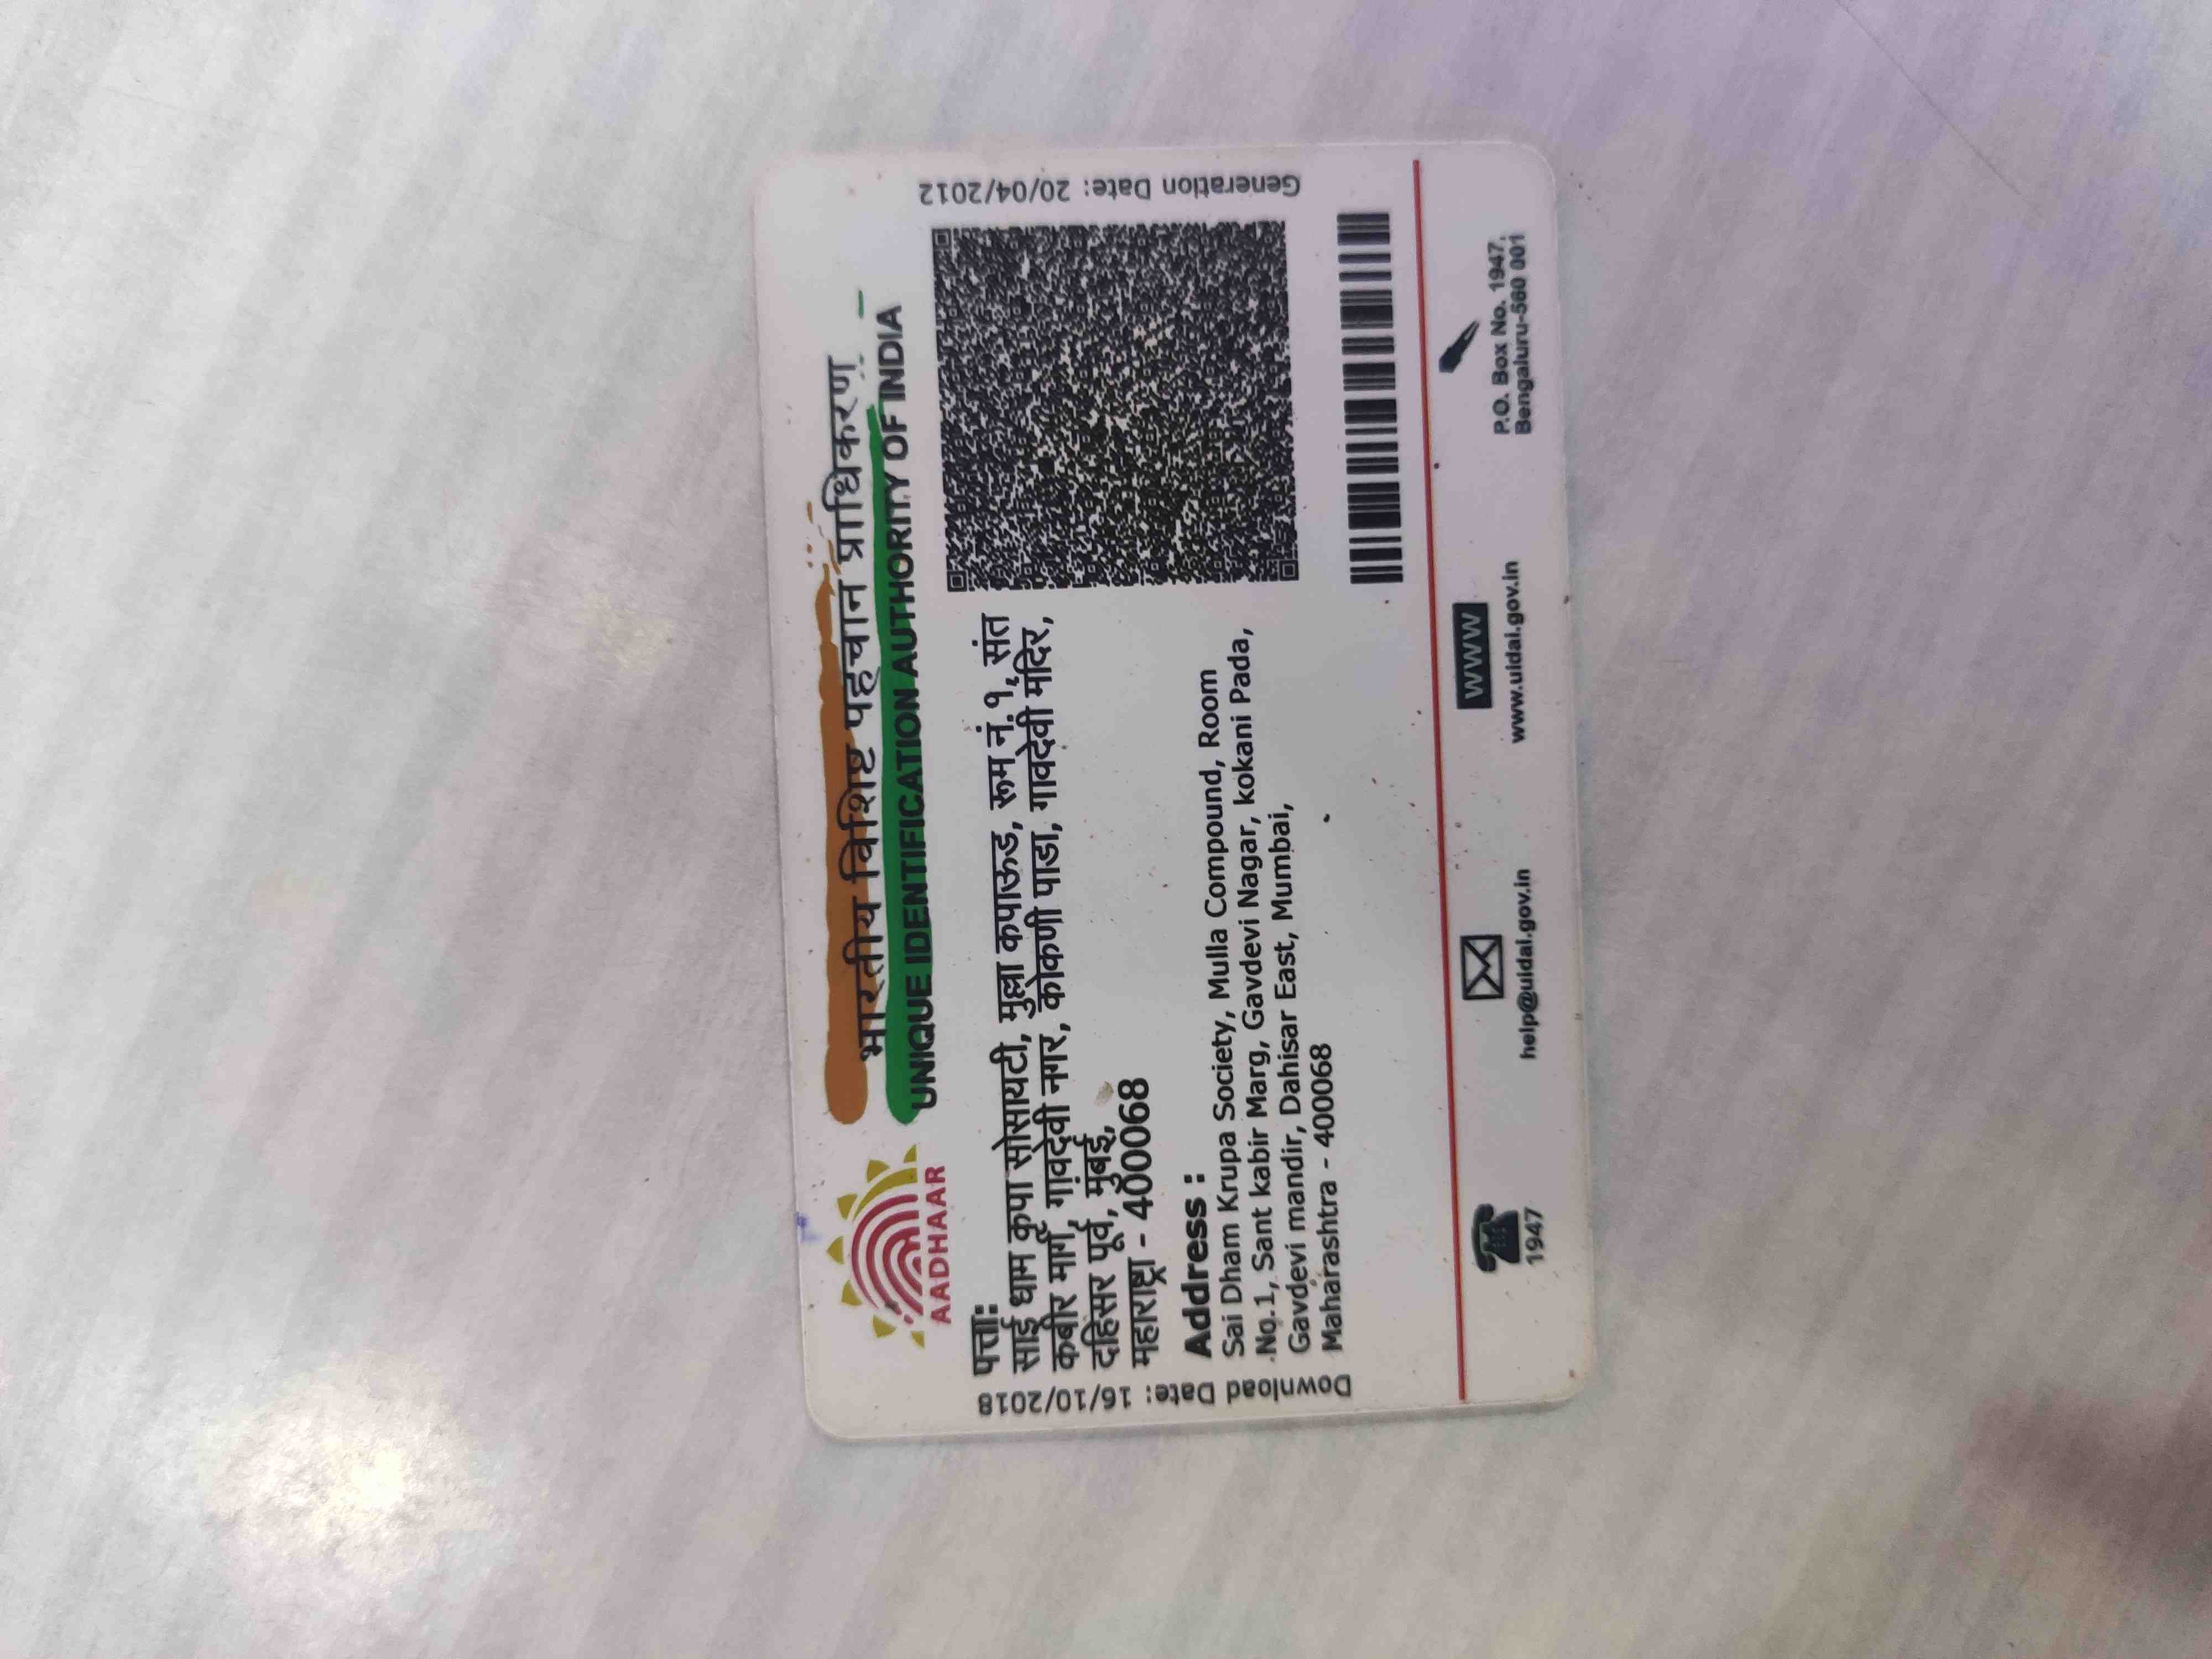 भारतीय विशिष्ट पहचान प्राधिकरण
UNIQUE IDENTIFICATION AUTHORITY OF INDIA
AADHAAR
पत्ता:
साई धाम कृपा सोसायटी, मुल्ला कंपाऊंड, रूम नं.१, संत
कबीर मार्ग, गांवदेवी नगर, कोकणी पाडा, गावदेवी मंदिर,
दहिसर पूर्व, मुंबई,
महाराष्ट्रा - 400068
Address :
Sai Dham Krupa Society, Mulla Compound, Room
No.1, Sant kabir Marg, Gavdevi Nagar, kokani Pada,
Gavdevi mandir, Dahisar East, Mumbai,
Maharashtra - 400068
Download Date: 16/10/2018
Generation Date: 20/04/2012
1947
help@uidai.gov.in
WWW
www.uidai.gov.in
P.O. Box No. 1947,
Bengaluru-560 001